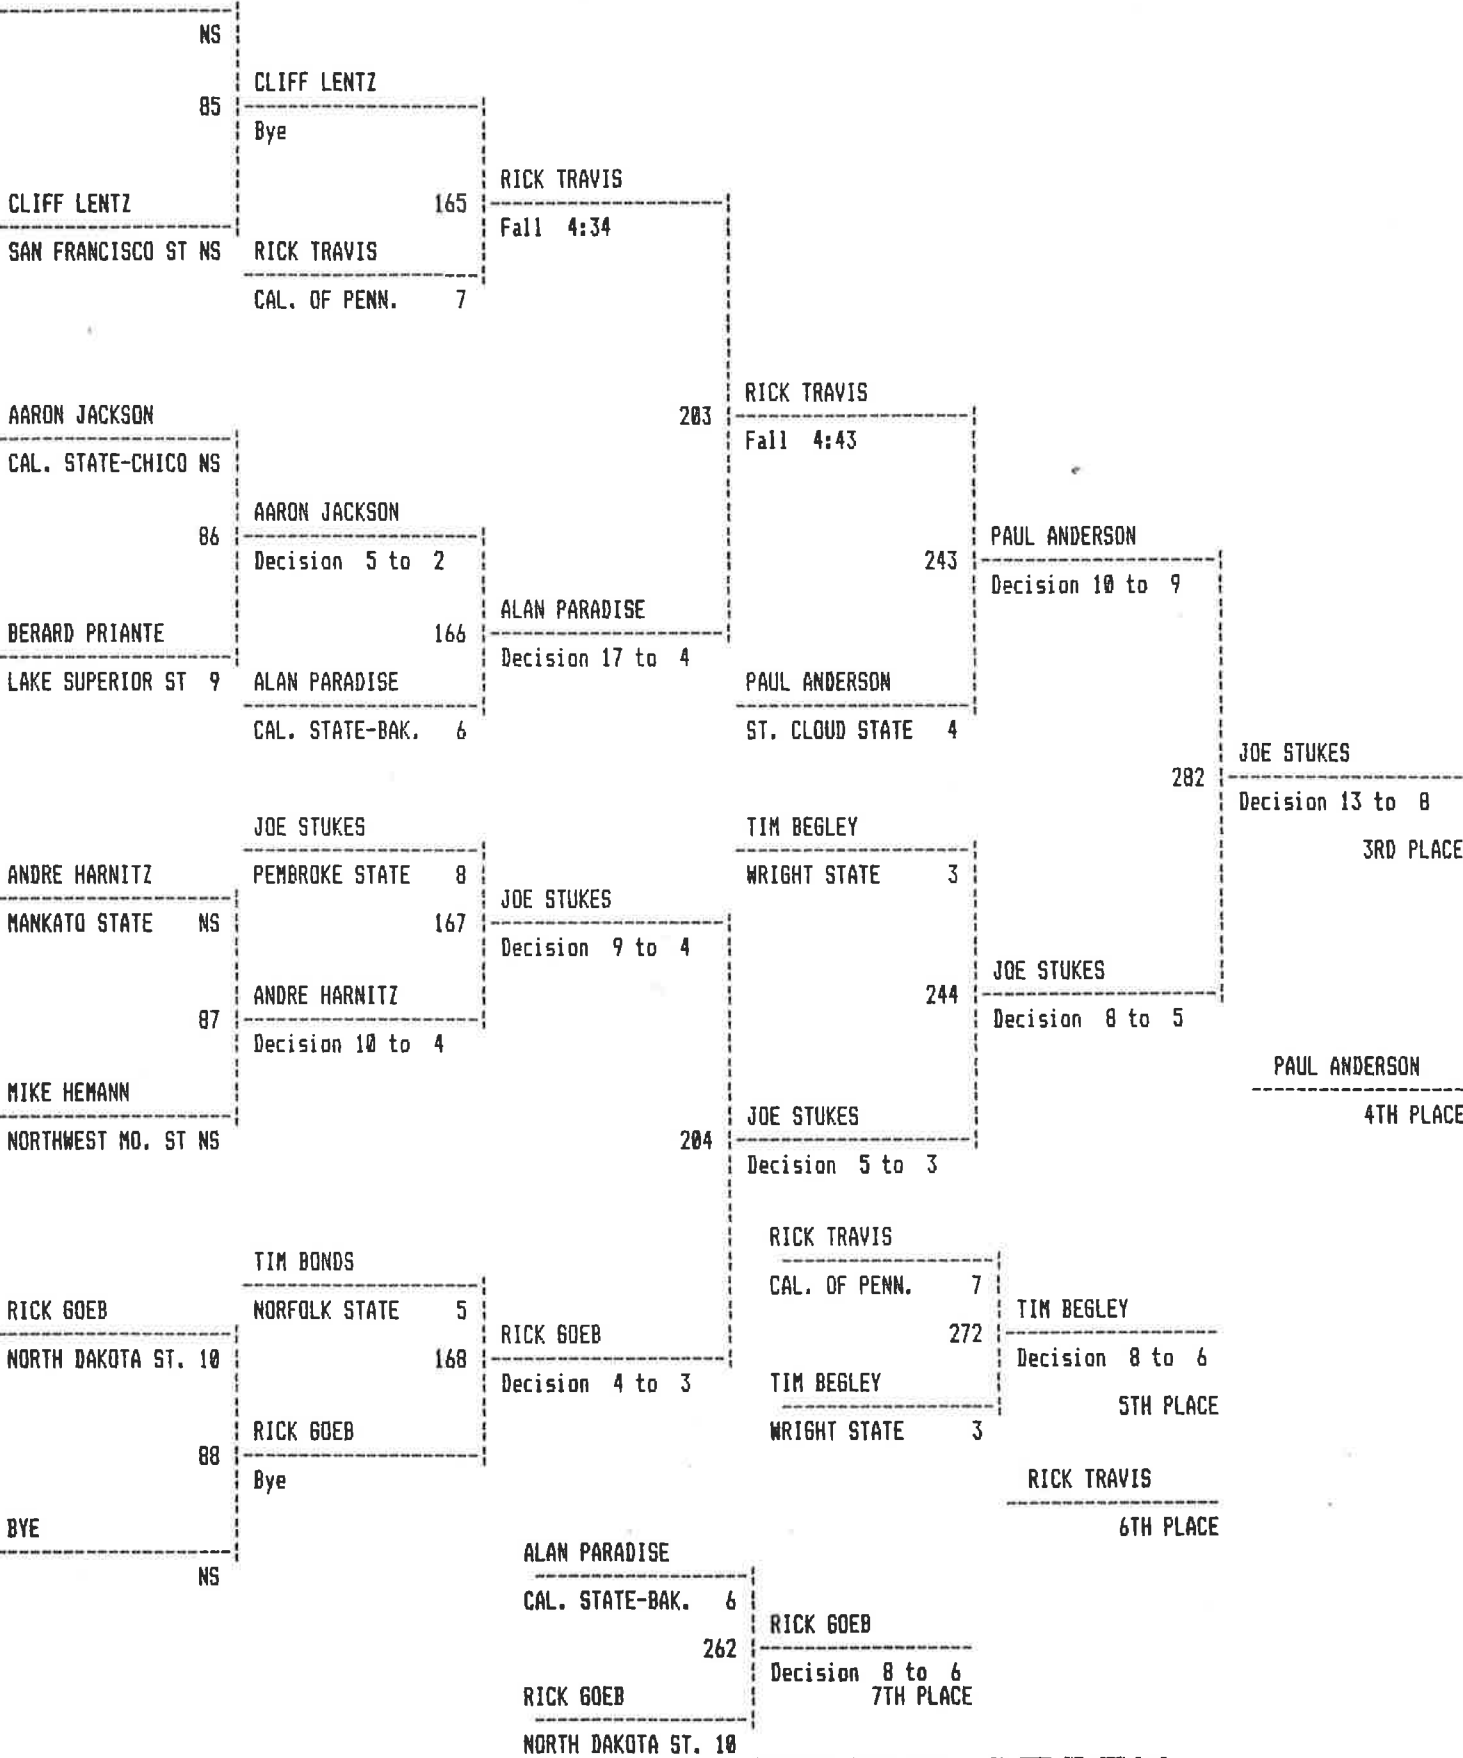 NS
CLIFF LENTZ
85
Bye
RICK TRAVIS
CLIFF LENTZ
165
Fall 4:34
SAN FRANCISCO ST NS
RICK TRAVIS
CAL. OF PENN. 7
RICK TRAVIS
AARON JACKSON
203
Fall 4:43
CAL. STATE-CHICO NS
AARON JACKSON
86
PAUL ANDERSON
Decision 5 to 2
243
Decision 10 to 9
ALAN PARADISE
BERARD PRIANTE
166
Decision 17 to 4
LAKE SUPERIOR ST 9
ALAN PARADISE
PAUL ANDERSON
CAL. STATE-BAK. 6
ST. CLOUD STATE 4
JOE STUKES
282
Decision 13 to 8
JOE STUKES
TIM BEGLEY
3RD PLACE
ANDRE HARNITZ
PEMBROKE STATE 8
WRIGHT STATE 3
JOE STUKES
MANKATO STATE NS
167
Decision 9 to 4
JOE STUKES
ANDRE HARNITZ
244
87
Decision 8 to 5
Decision 10 to 4
PAUL ANDERSON
MIKE HEMANN
JOE STUKES
4TH PLACE
NORTHWEST MO. ST NS
204
Decision 5 to 3
RICK TRAVIS
TIM BONDS
CAL. OF PENN. 7
RICK GOEB
NORFOLK STATE 5
TIM BEGLEY
RICK GOEB
272
NORTH DAKOTA ST. 10
168
Decision 8 to 6
Decision 4 to 3
TIM BEGLEY
5TH PLACE
RICK GOEB
WRIGHT STATE 3
88
Bye
RICK TRAVIS
BYE
6TH PLACE
ALAN PARADISE
NS
CAL. STATE-BAK. 6
RICK GOEB
262
Decision 8 to 6
RICK GOEB
7TH PLACE
NORTH DAKOTA ST. 10